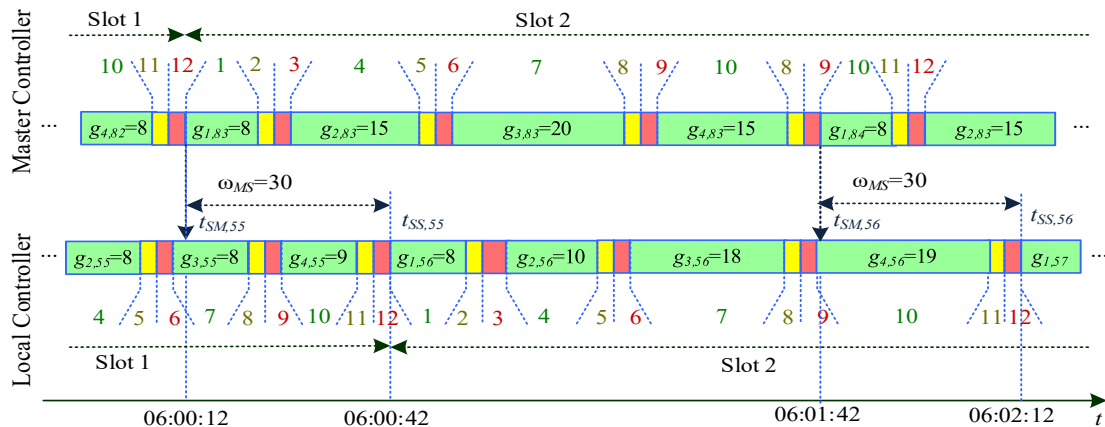 Slot 1 Slot 2
Master Controller
10 11 12 1 2 3 4 5 6 7 8 9 10 8 9 10 11 12
... g4,82=8 g1,83=8 g2,83=15 g3,83=20 g4,83=15 g1,84=8 g2,83=15 ...
ωMS=30 ωMS=30
tSM,55 tSS,55 tSM,56 tSS,56
Local Controller
... g2,55=8 g3,55=8 g4,55=9 g1,56=8 g2,56=10 g3,56=18 g4,56=19 g1,57 ...
4 5 6 7 8 9 10 11 12 1 2 3 4 5 6 7 8 9 10 11 12
Slot 1 Slot 2
06:00:12 06:00:42 06:01:42 06:02:12 t